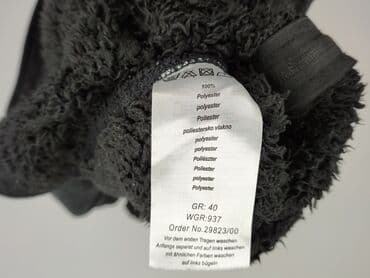 100%
Polyester
polyester
Poliester
poliestersko vlakno
polyester
Polyester
Poliészter
Poliester
polyester
Polyester
GR: 40
WGR:937
Order No.29823/00
Vor dem ersten Tragen waschen
Anfangs separat und auf links waschen
mit ähnlichen Farben waschen
auf links bügeln